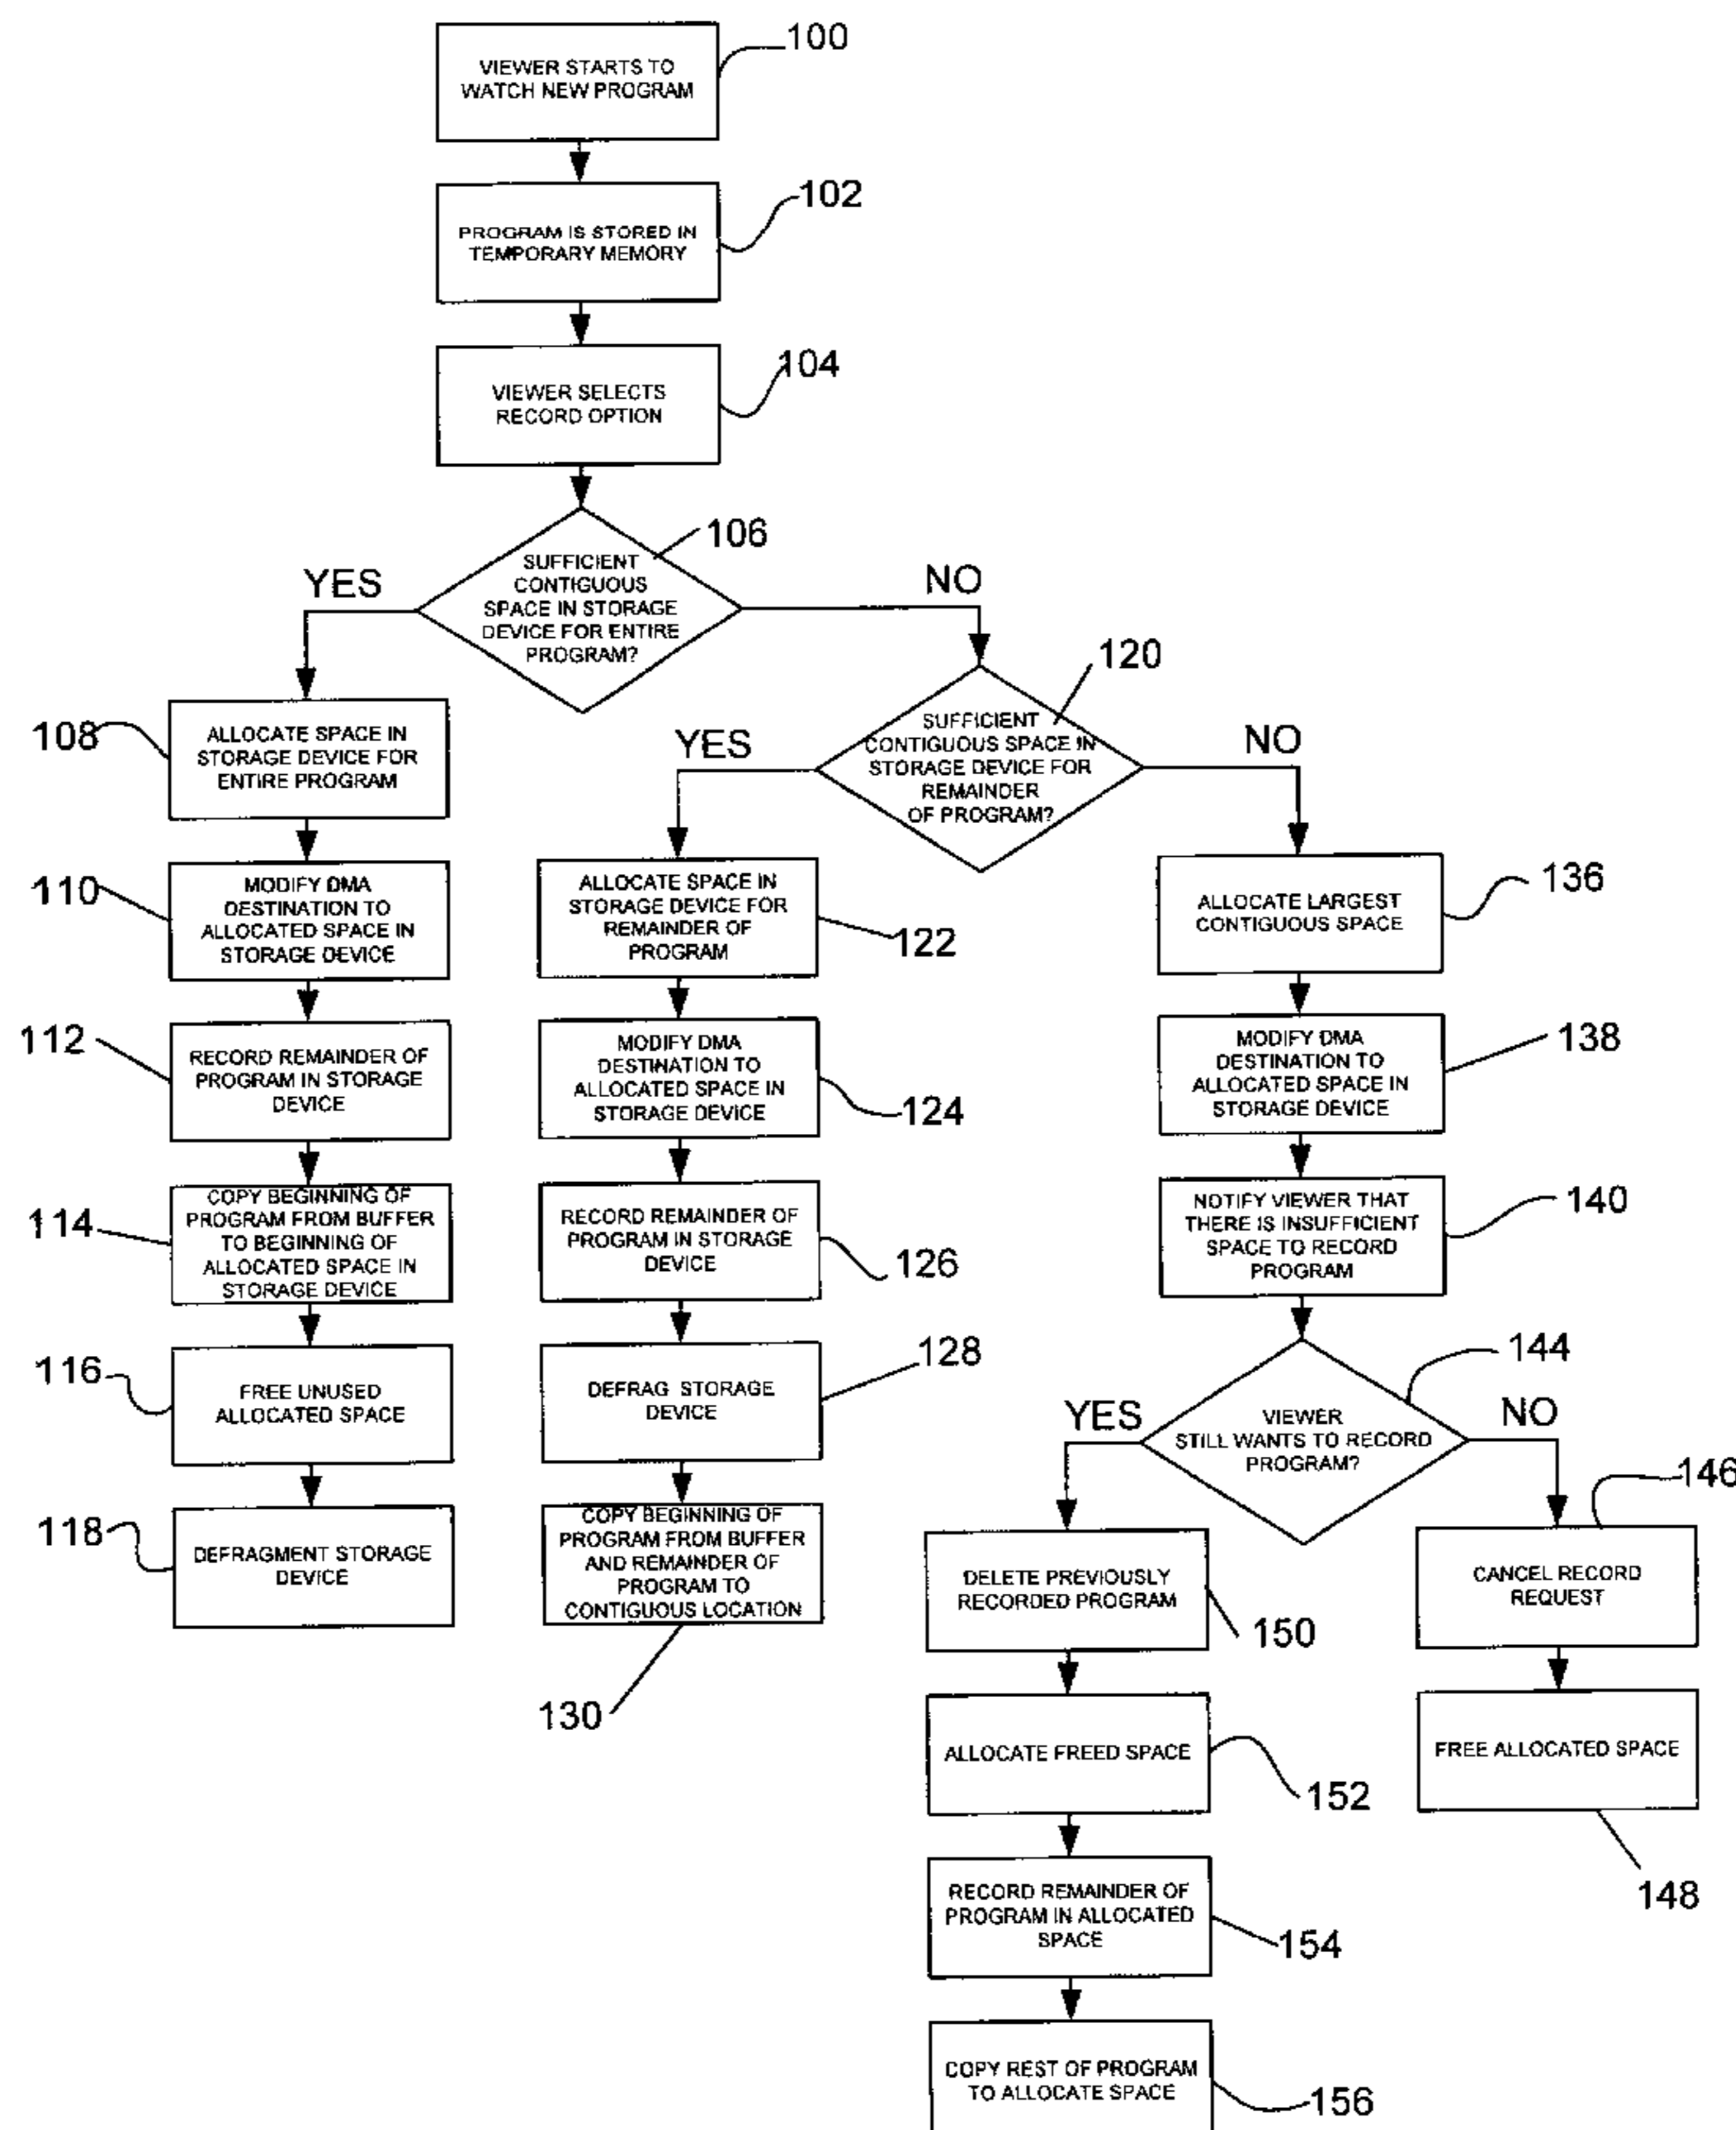 VIEWER STARTS TO
WATCH NEW PROGRAM
100
PROGRAM IS STORED IN
TEMPORARY MEMORY
102
VIEWER SELECTS
RECORD OPTION
104
SUFFICIENT
CONTIGUOUS
SPACE IN STORAGE
DEVICE FOR ENTIRE
PROGRAM?
106
YES
NO
108
ALLOCATE SPACE IN
STORAGE DEVICE FOR
ENTIRE PROGRAM
110
MODIFY DMA
DESTINATION TO
ALLOCATED SPACE IN
STORAGE DEVICE
112
RECORD REMAINDER OF
PROGRAM IN STORAGE
DEVICE
114
COPY BEGINNING OF
PROGRAM FROM BUFFER
TO BEGINNING OF
ALLOCATED SPACE IN
STORAGE DEVICE
116
FREE UNUSED
ALLOCATED SPACE
118
DEFRAGMENT STORAGE
DEVICE
120
SUFFICIENT
CONTIGUOUS SPACE IN
STORAGE DEVICE FOR
REMAINDER
OF PROGRAM?
YES
NO
ALLOCATE SPACE IN
STORAGE DEVICE FOR
REMAINDER OF
PROGRAM
122
MODIFY DMA
DESTINATION TO
ALLOCATED SPACE IN
STORAGE DEVICE
124
RECORD REMAINDER OF
PROGRAM IN STORAGE
DEVICE
126
DEFRAG STORAGE
DEVICE
128
COPY BEGINNING OF
PROGRAM FROM BUFFER
AND REMAINDER OF
PROGRAM TO
CONTIGUOUS LOCATION
130
ALLOCATE LARGEST
CONTIGUOUS SPACE
136
MODIFY DMA
DESTINATION TO
ALLOCATED SPACE IN
STORAGE DEVICE
138
NOTIFY VIEWER THAT
THERE IS INSUFFICIENT
SPACE TO RECORD
PROGRAM
140
VIEWER
STILL WANTS TO RECORD
PROGRAM?
144
YES
NO
DELETE PREVIOUSLY
RECORDED PROGRAM
150
ALLOCATE FREED SPACE
152
RECORD REMAINDER OF
PROGRAM IN ALLOCATED
SPACE
154
COPY REST OF PROGRAM
TO ALLOCATE SPACE
156
146
CANCEL RECORD
REQUEST
FREE ALLOCATED SPACE
148